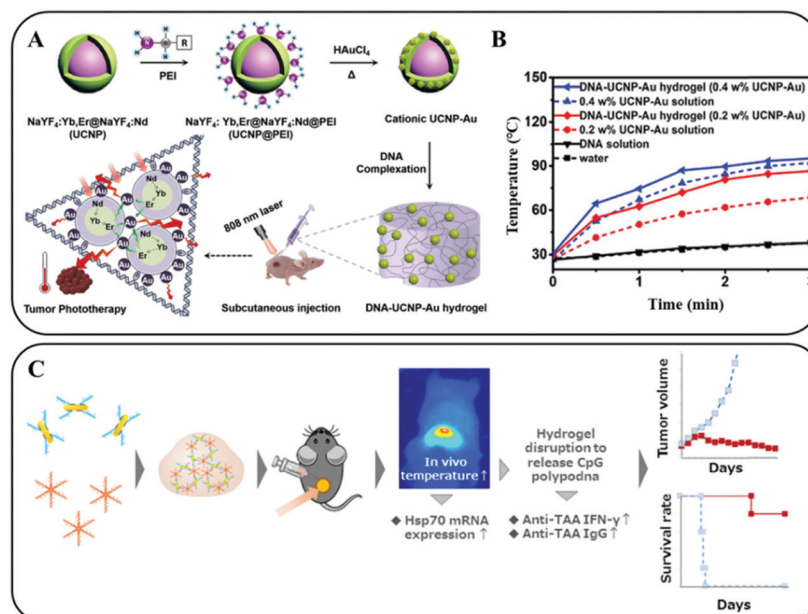 A
PEI
HAuCl4
Δ
R
NaYF4:Yb,Er@NaYF4:Nd
(UCNP)
NaYF4: Yb,Er@NaYF4:Nd@PEI
(UCNP@PEI)
Cationic UCNP-Au
DNA
Complexation
Au
Nd
Yb
Er
808 nm laser
Tumor Phototherapy
Subcutaneous injection
DNA-UCNP-Au hydrogel
B
Temperature (°C)
150
120
90
60
30
DNA-UCNP-Au hydrogel (0.4 w% UCNP-Au)
0.4 w% UCNP-Au solution
DNA-UCNP-Au hydrogel (0.2 w% UCNP-Au)
0.2 w% UCNP-Au solution
DNA solution
water
0 1 2
Time (min)
C
In vivo
temperature ↑
◆ Hsp70 mRNA
expression ↑
Hydrogel
disruption to
release CpG
polypodna
◆ Anti-TAA IFN-γ ↑
◆ Anti-TAA IgG ↑
Tumor volume
Days
Survival rate
Days